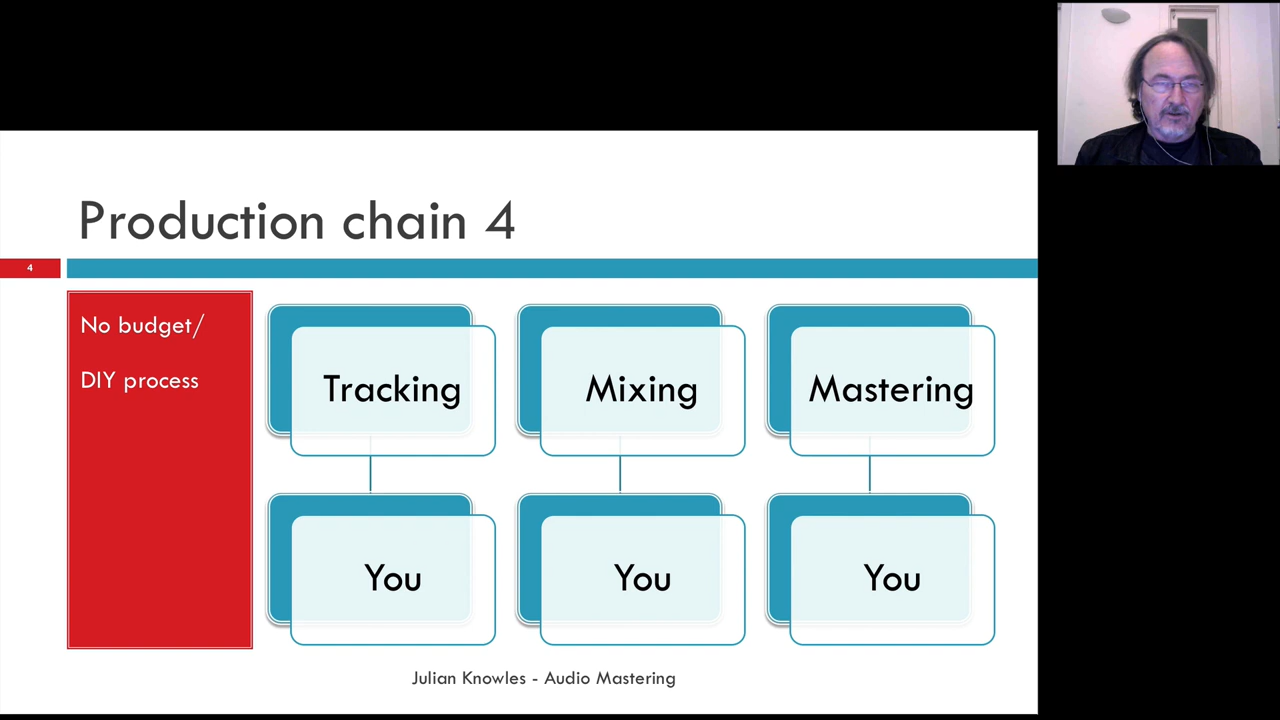 Production chain 4
4
No budget/
DIY process
Tracking
Mixing
Mastering
You
You
You
Julian Knowles - Audio Mastering